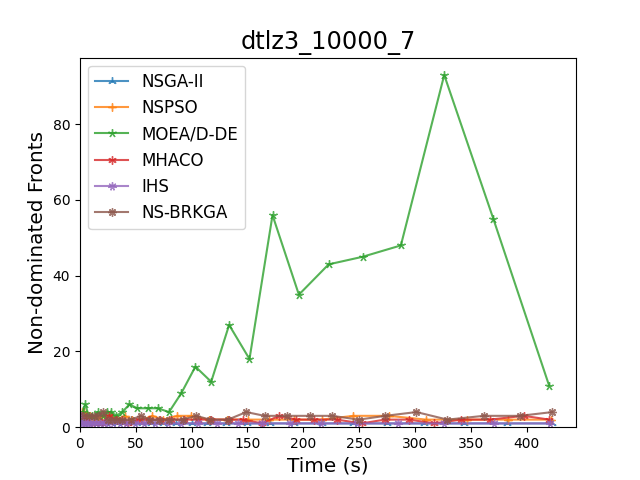 dtlz3_10000_7
NSGA-II
NSPSO
MOEA/D-DE
MHACO
IHS
NS-BRKGA
Non-dominated Fronts
80
60
40
20
0
0 50 100 150 200 250 300 350 400
Time (s)